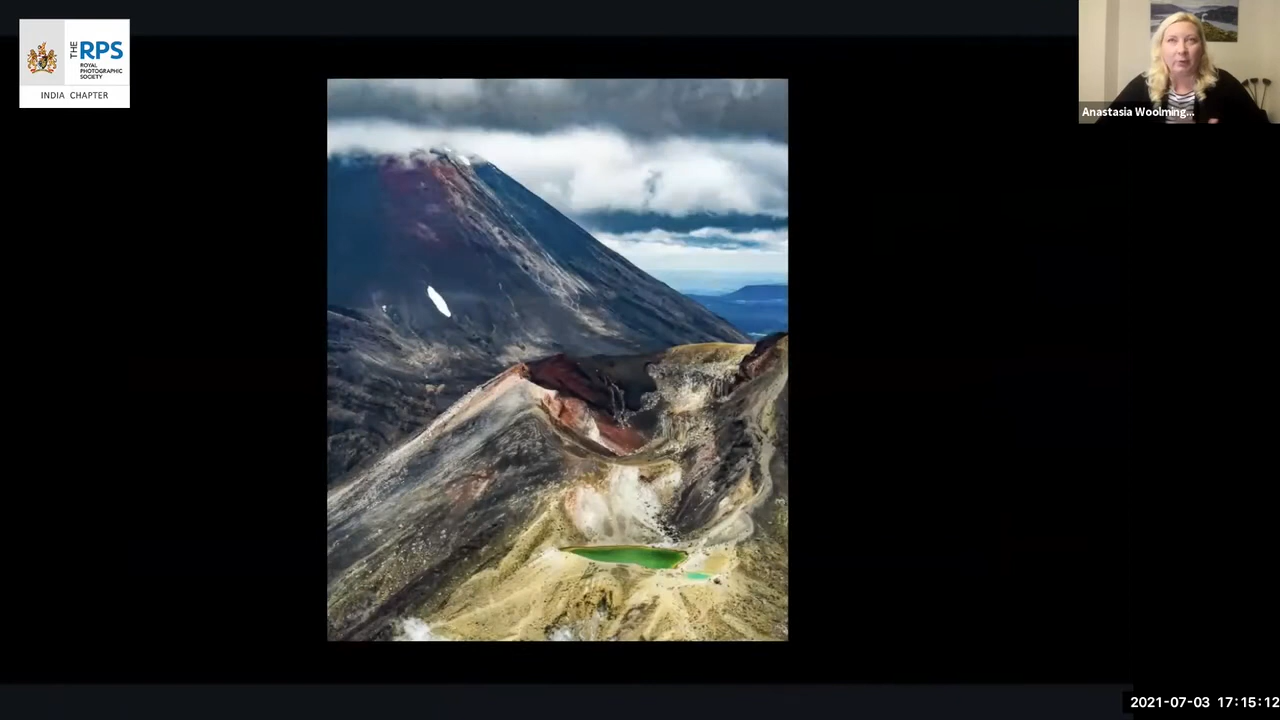 THE RPS
ROYAL
PHOTOGRAPHIC
SOCIETY
INDIA CHAPTER
Anastasia Woolming...
2021-07-03 17:15:12